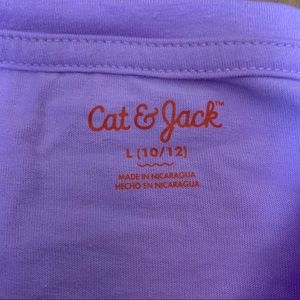 Cat & Jack™
L (10/12)
MADE IN NICARAGUA
HECHO EN NICARAGUA